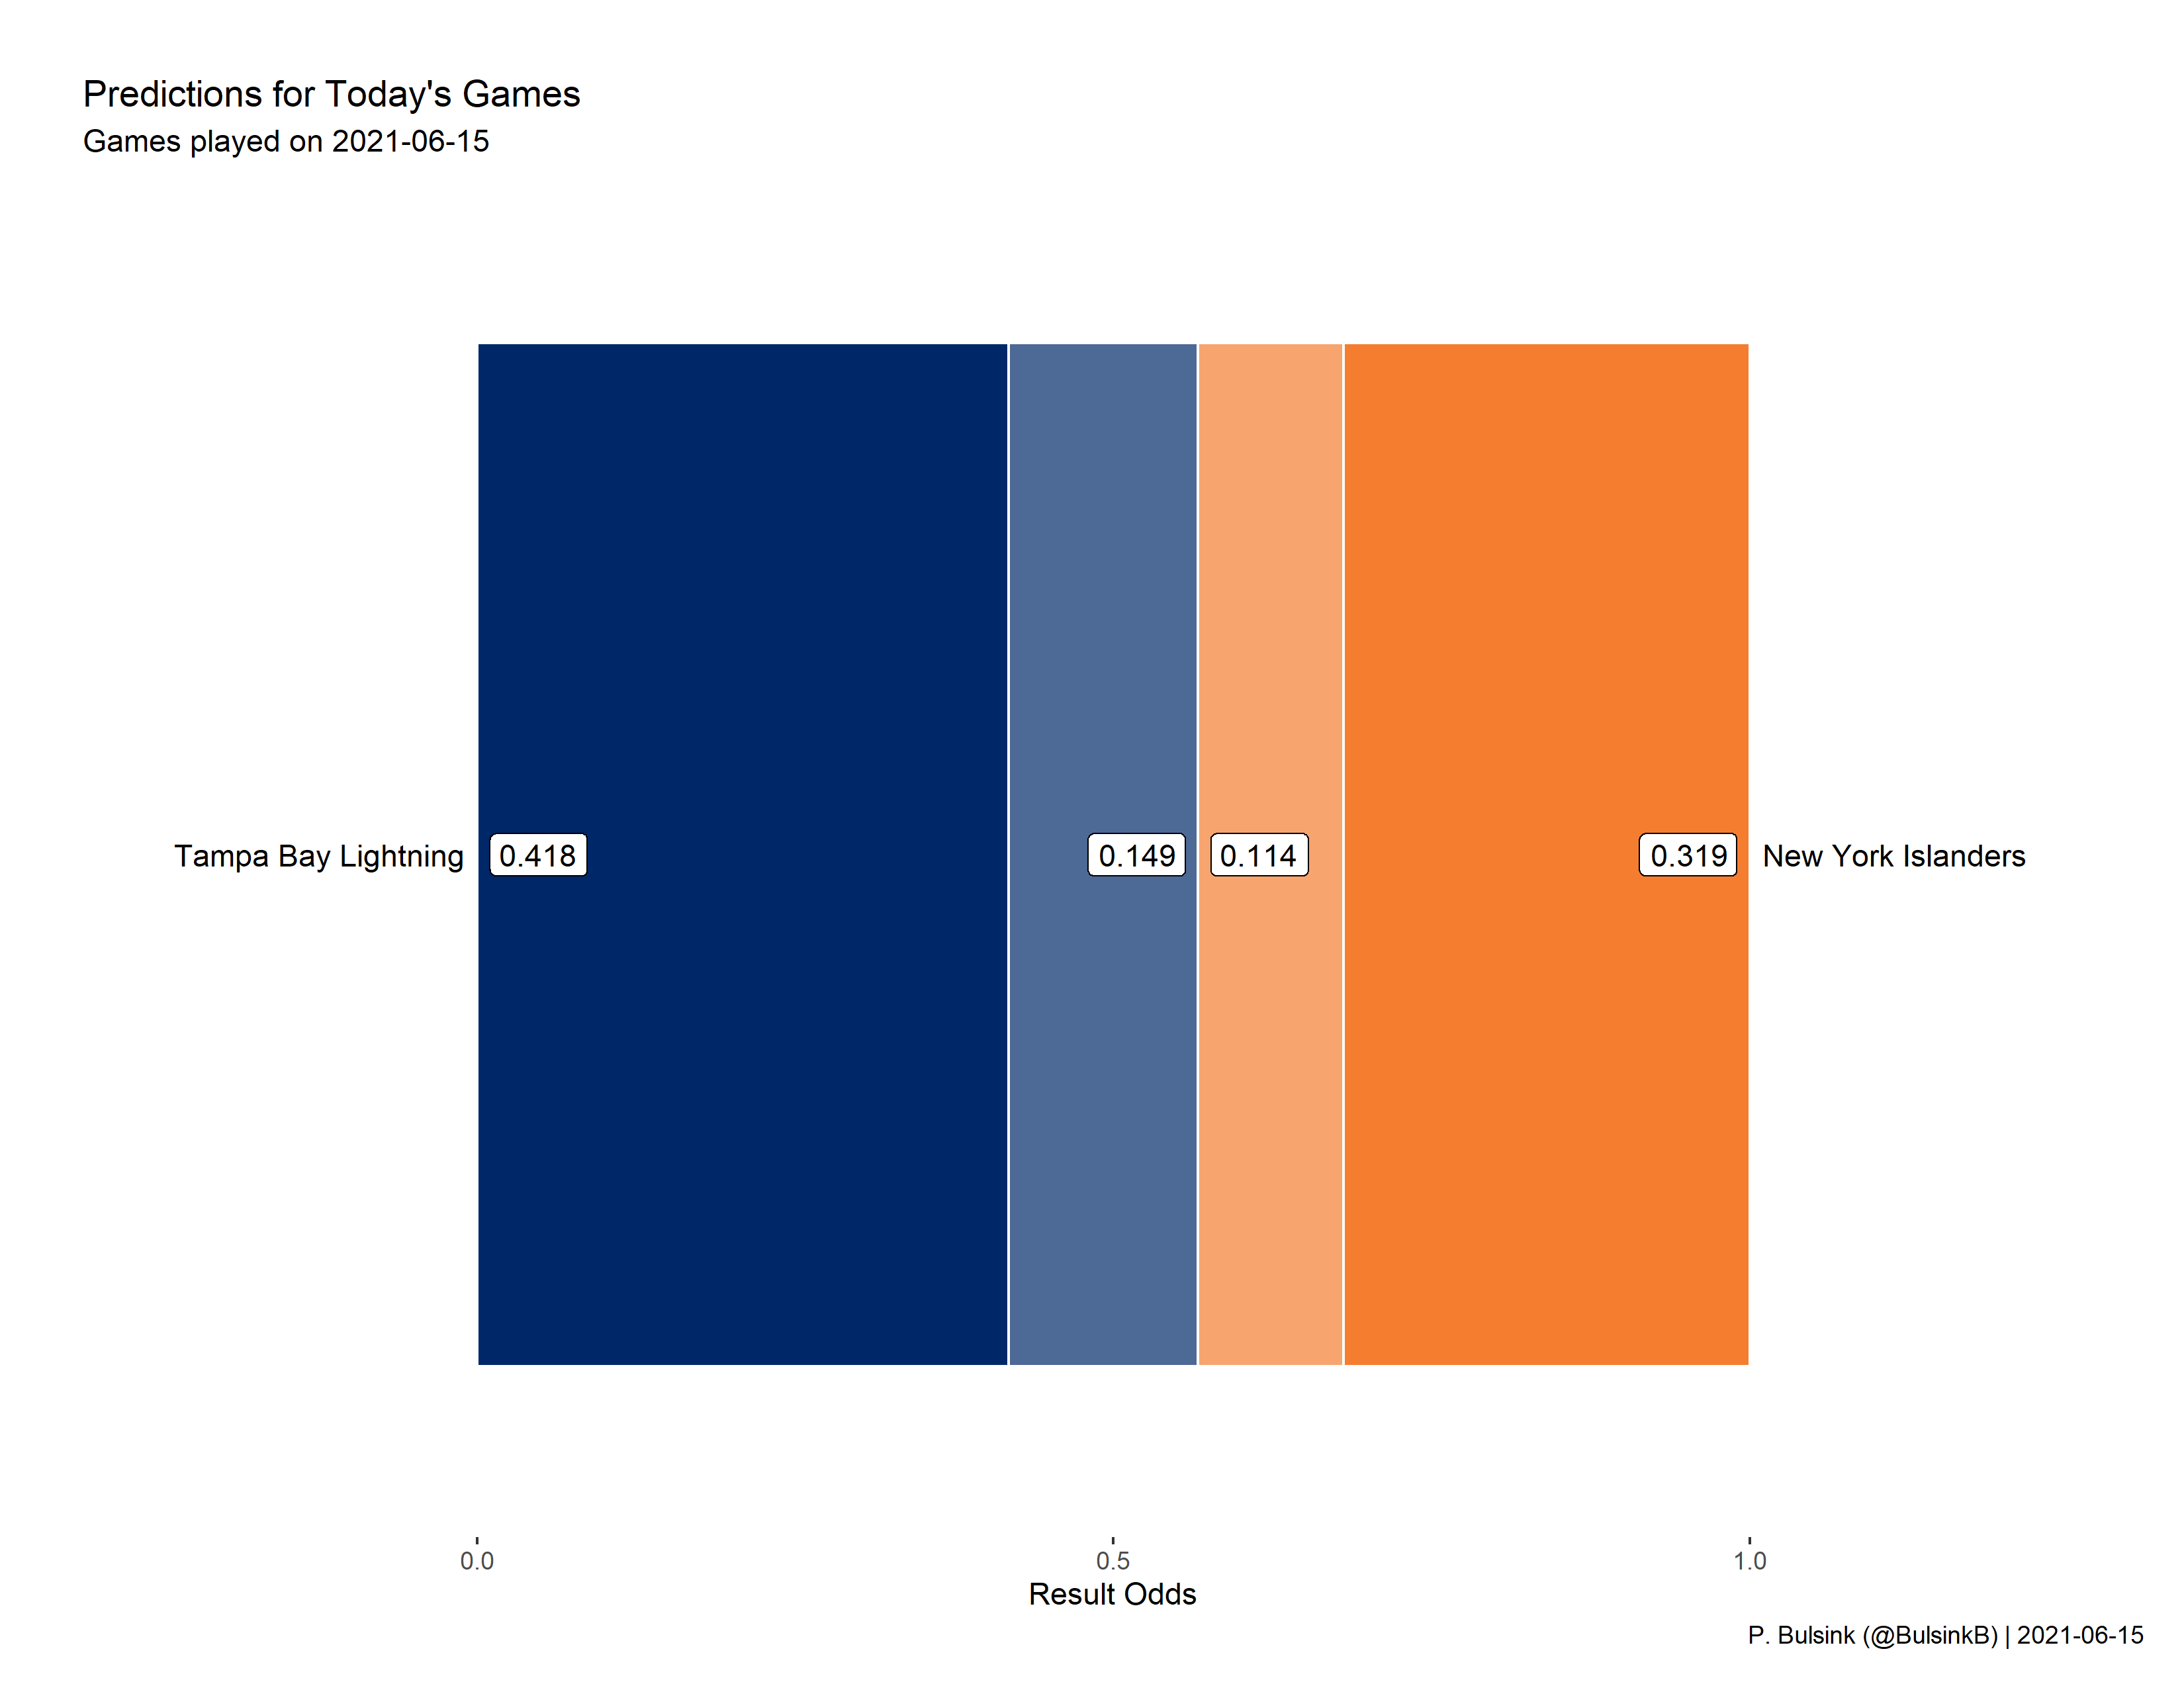 Predictions for Today's Games
Games played on 2021-06-15
Tampa Bay Lightning 0.418 0.149 0.114 0.319 New York Islanders
0.0 0.5 1.0
Result Odds
P. Bulsink (@BulsinkB) | 2021-06-15